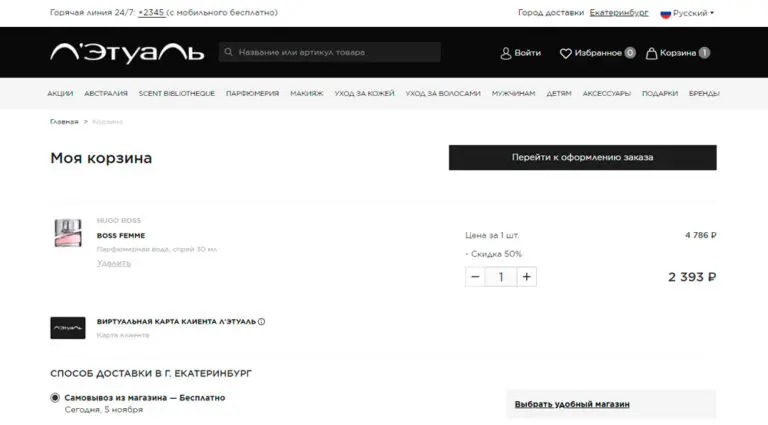 Горячая линия 24/7: *2345 (с мобильного бесплатно) Город доставки Екатеринбург Русский
Л'Этуаль Название или артикул товара Войти Избранное 0 Корзина 1
АКЦИИ АВСТРАЛИЯ SCENT BIBLIOTHEQUE ПАРФЮМЕРИЯ МАКИЯЖ УХОД ЗА КОЖЕЙ УХОД ЗА ВОЛОСАМИ МУЖЧИНАМ ДЕТЯМ АКСЕССУАРЫ ПОДАРКИ БРЕНДЫ
Главная > Корзина
Моя корзина Перейти к оформлению заказа
HUGO BOSS
BOSS FEMME Цена за 1 шт. 4 786 ₽
Парфюмерная вода, спрей 30 мл - Скидка 50%
Удалить
− 1 + 2 393 ₽
Л'ЭТУАЛЬ ВИРТУАЛЬНАЯ КАРТА КЛИЕНТА Л'ЭТУАЛЬ
Карта клиента
СПОСОБ ДОСТАВКИ В Г. ЕКАТЕРИНБУРГ
Самовывоз из магазина — Бесплатно
Сегодня, 5 ноября
Выбрать удобный магазин